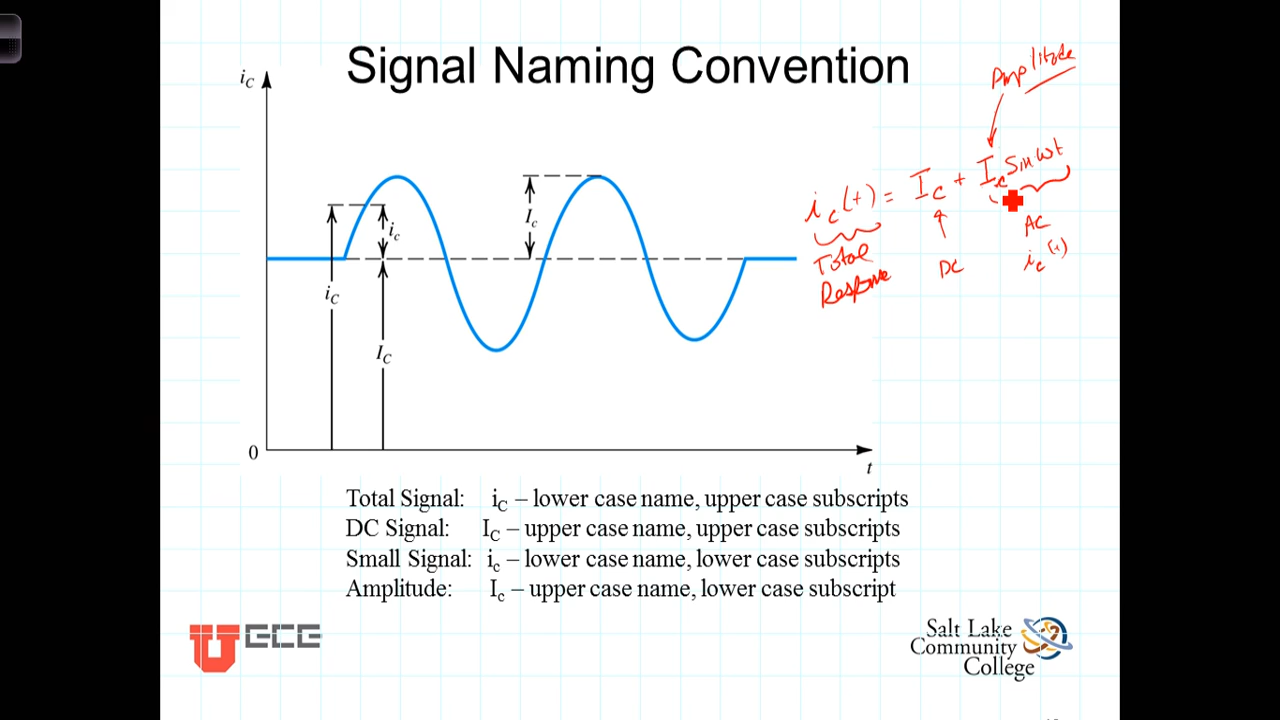 Signal Naming Convention
i_C
Amplitude
i_C(t) = I_C + I_c Sin ωt
Total
Response
DC
AC
i_c(t)
I_c
i_c
i_C
I_C
0
t
Total Signal: i_C – lower case name, upper case subscripts
DC Signal: I_C – upper case name, upper case subscripts
Small Signal: i_c – lower case name, lower case subscripts
Amplitude: I_c – upper case name, lower case subscript
U ECE
Salt Lake
Community
College